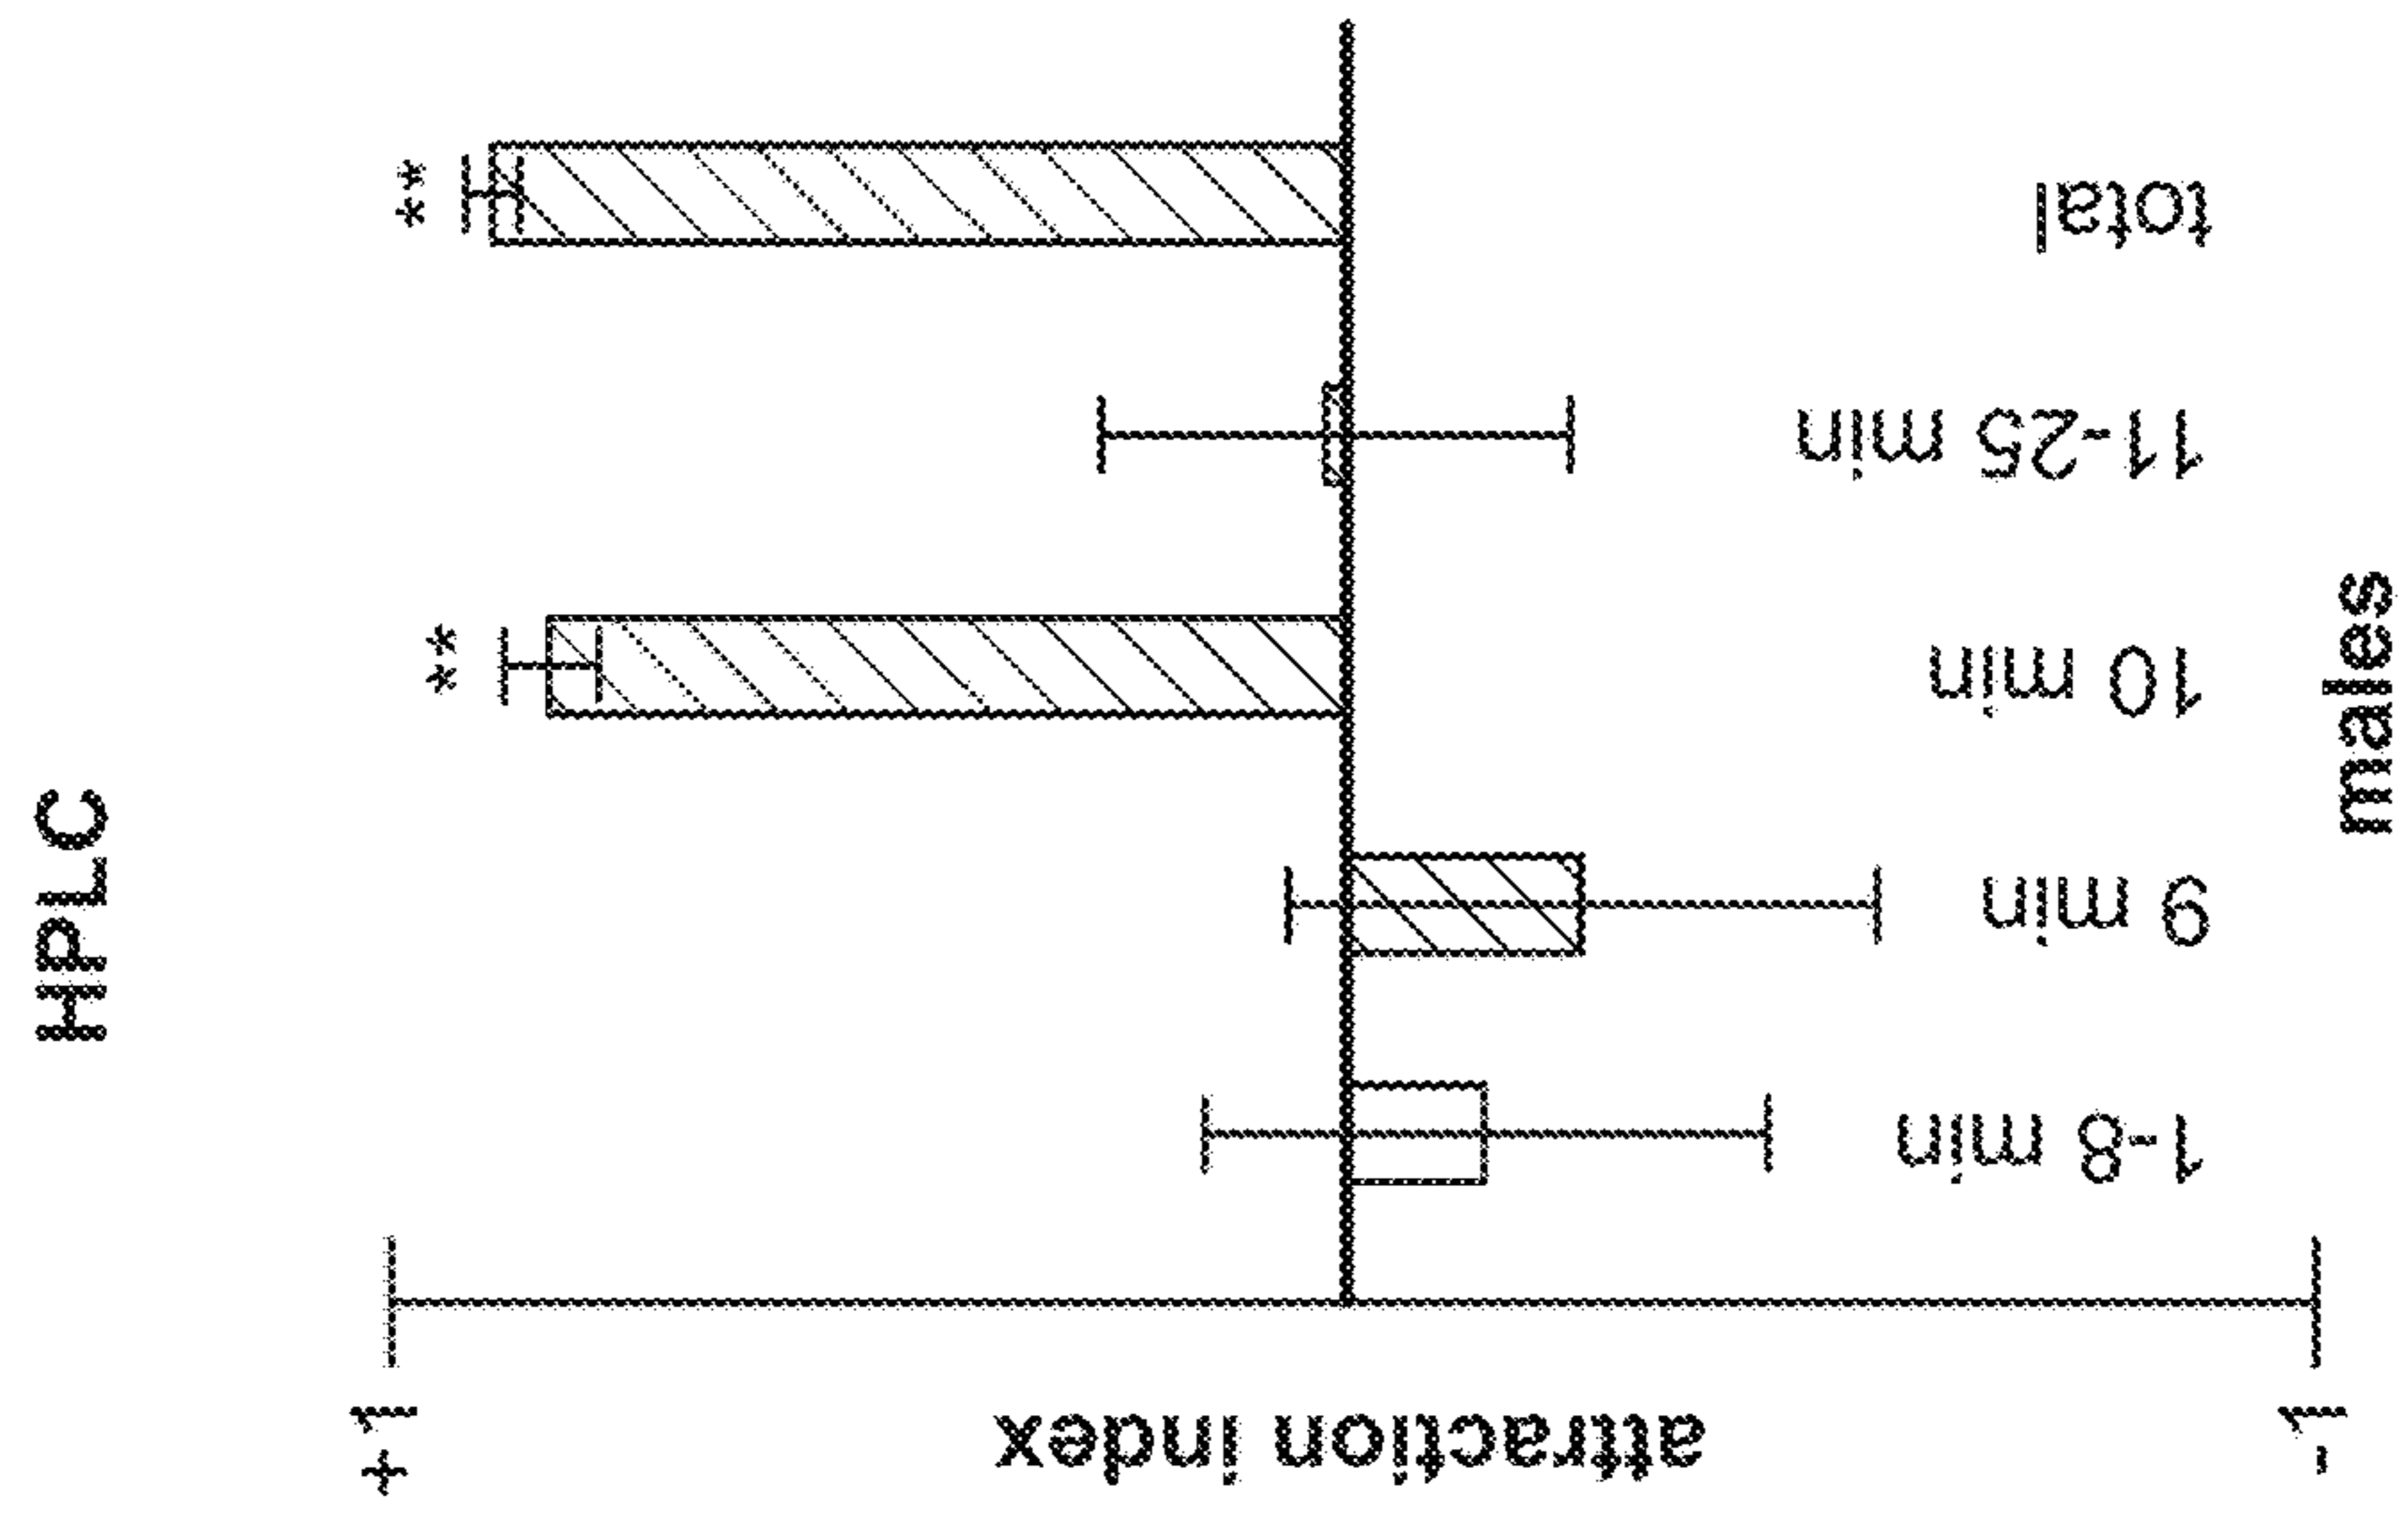 HPLC
+1
attraction index
-1
1-8 min
9 min
10 min
**
11-25 min
total
**
males